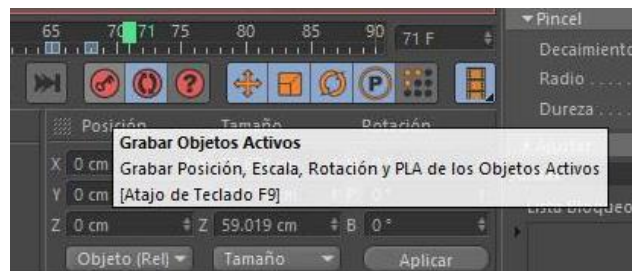 65 70 71 75 80 85 90 71 F
Pincel
Decaimiento
Radio . . . . .
Dureza . . . .
Posición Tamaño Rotación
Grabar Objetos Activos
Grabar Posición, Escala, Rotación y PLA de los Objetos Activos
[Atajo de Teclado F9]
X 0 cm
Y 0 cm
Z 0 cm Z 59.019 cm B 0 °
Lista Bloqueo
Objeto (Rel) Tamaño Aplicar